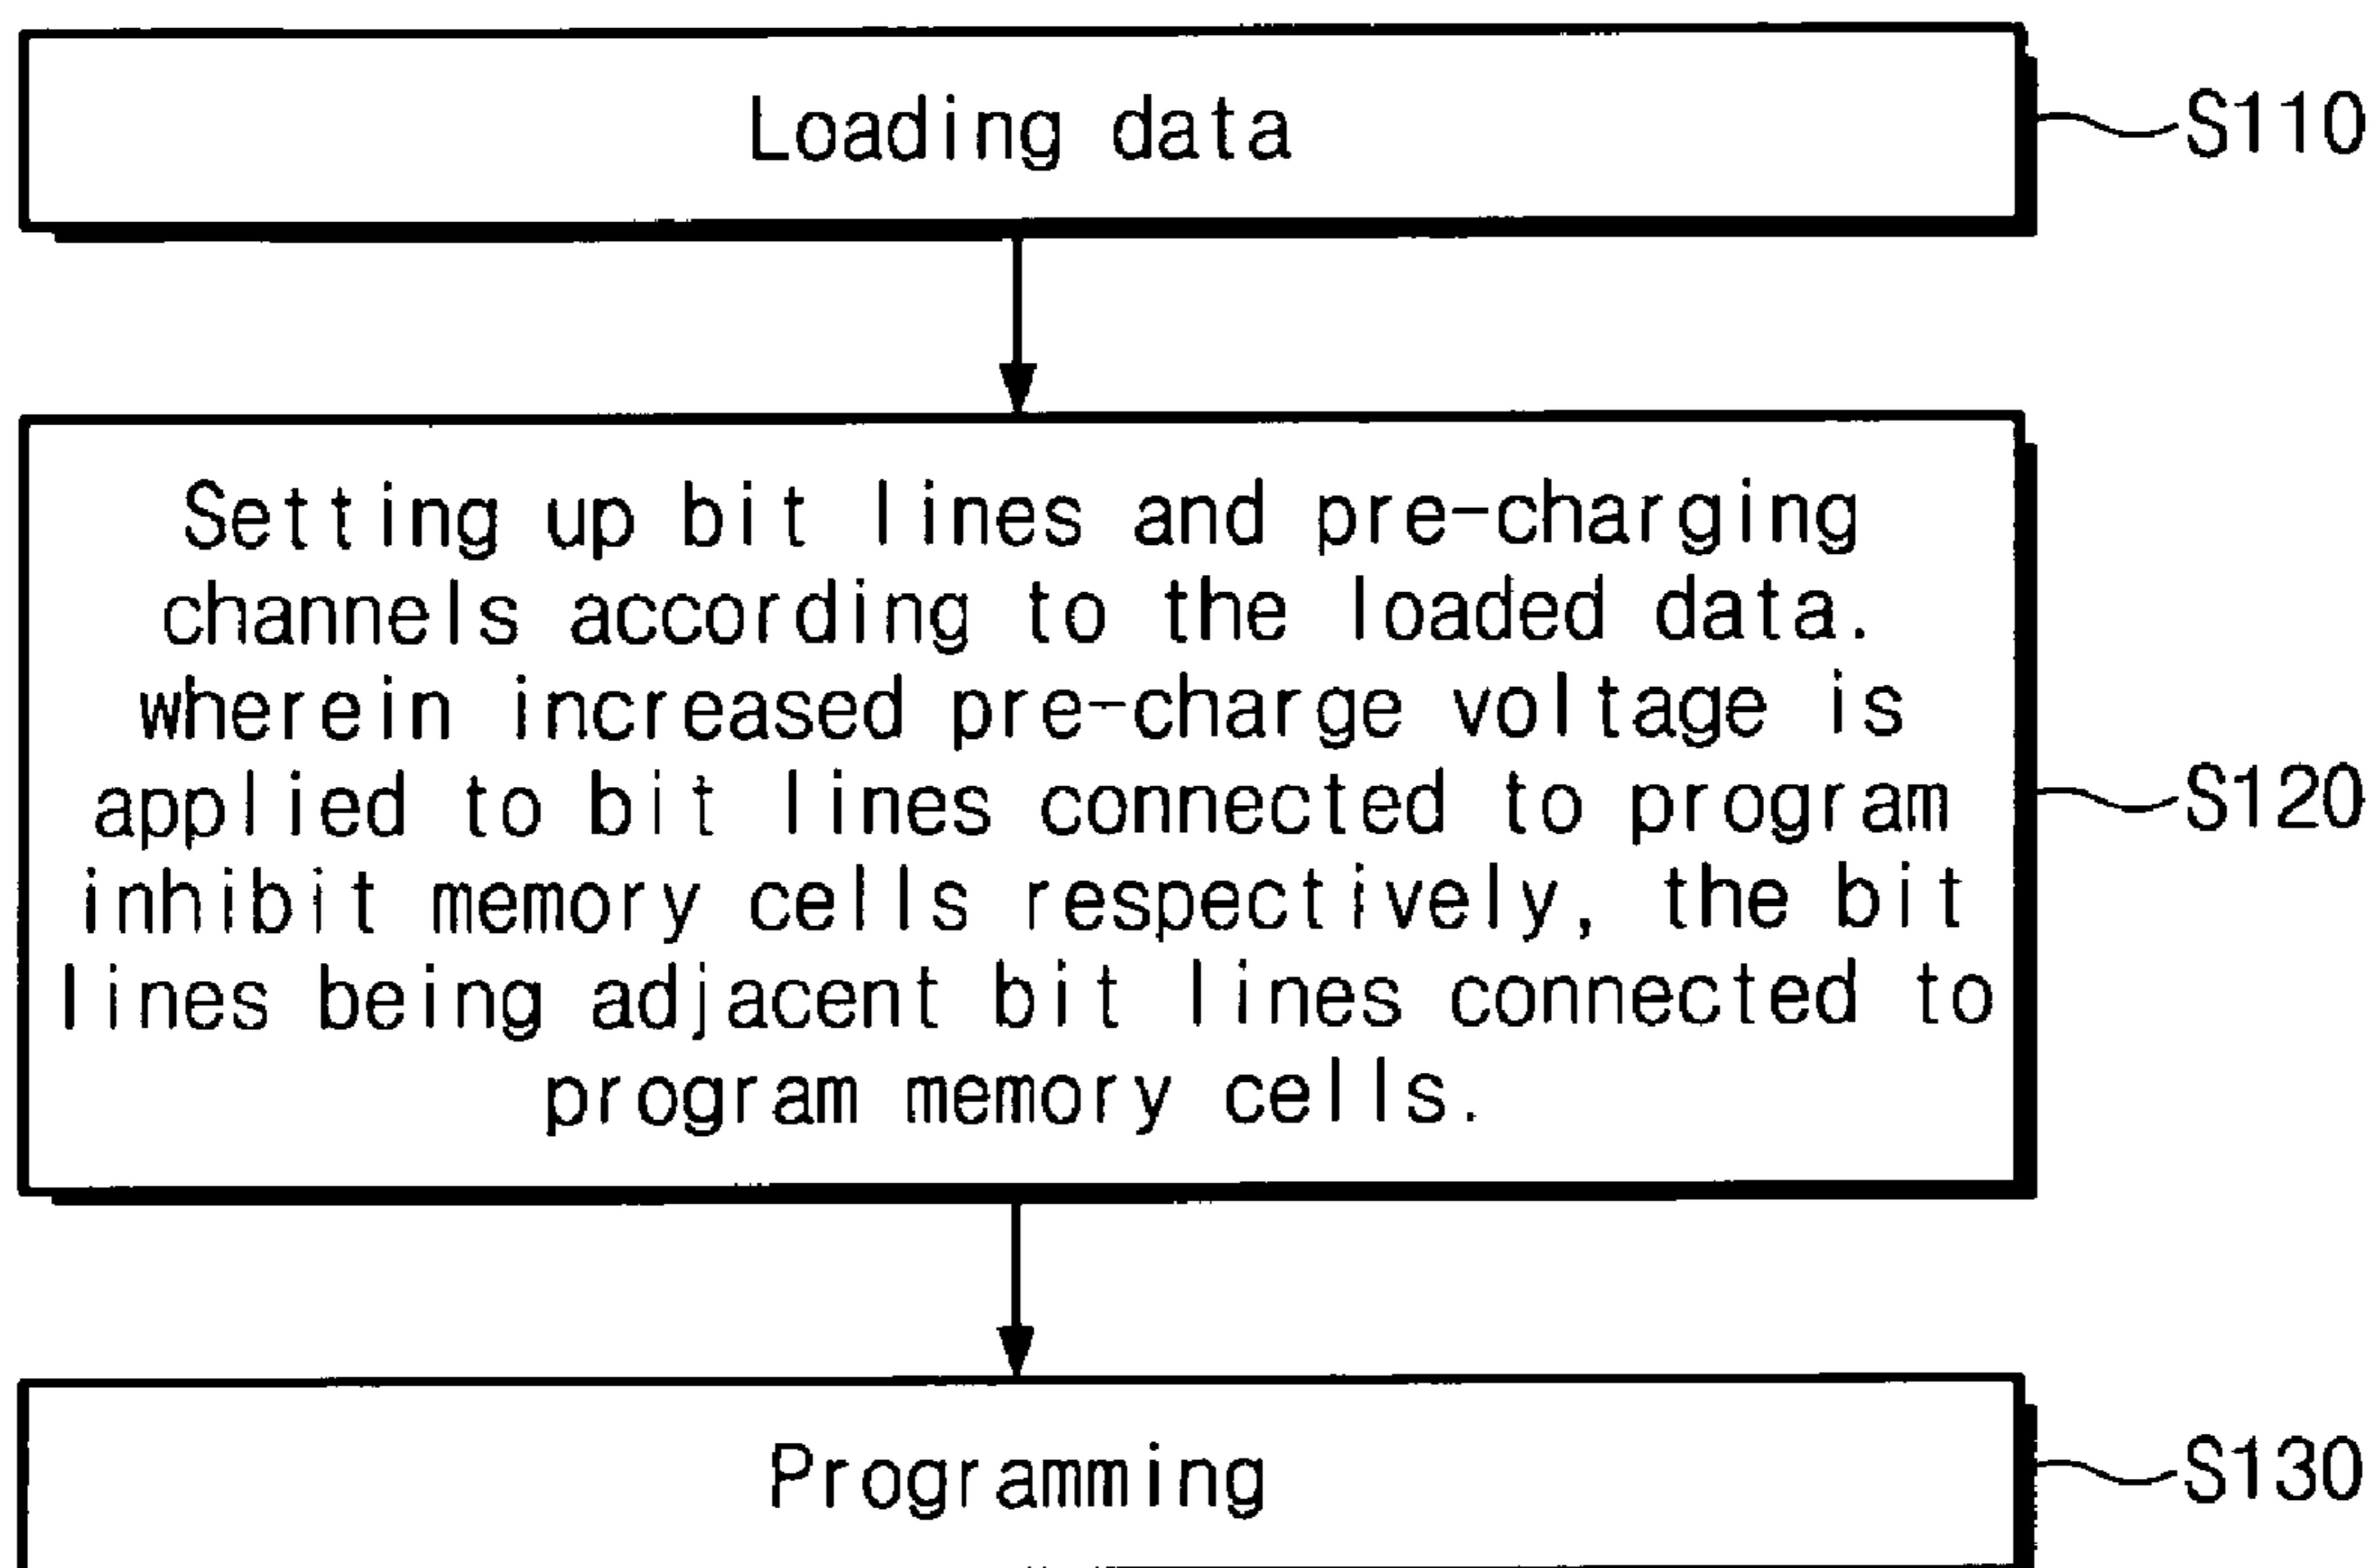 Loading data
S110
Setting up bit lines and pre-charging
channels according to the loaded data.
wherein increased pre-charge voltage is
applied to bit lines connected to program
S120
inhibit memory cells respectively, the bit
lines being adjacent bit lines connected to
program memory cells.
Programming
S130